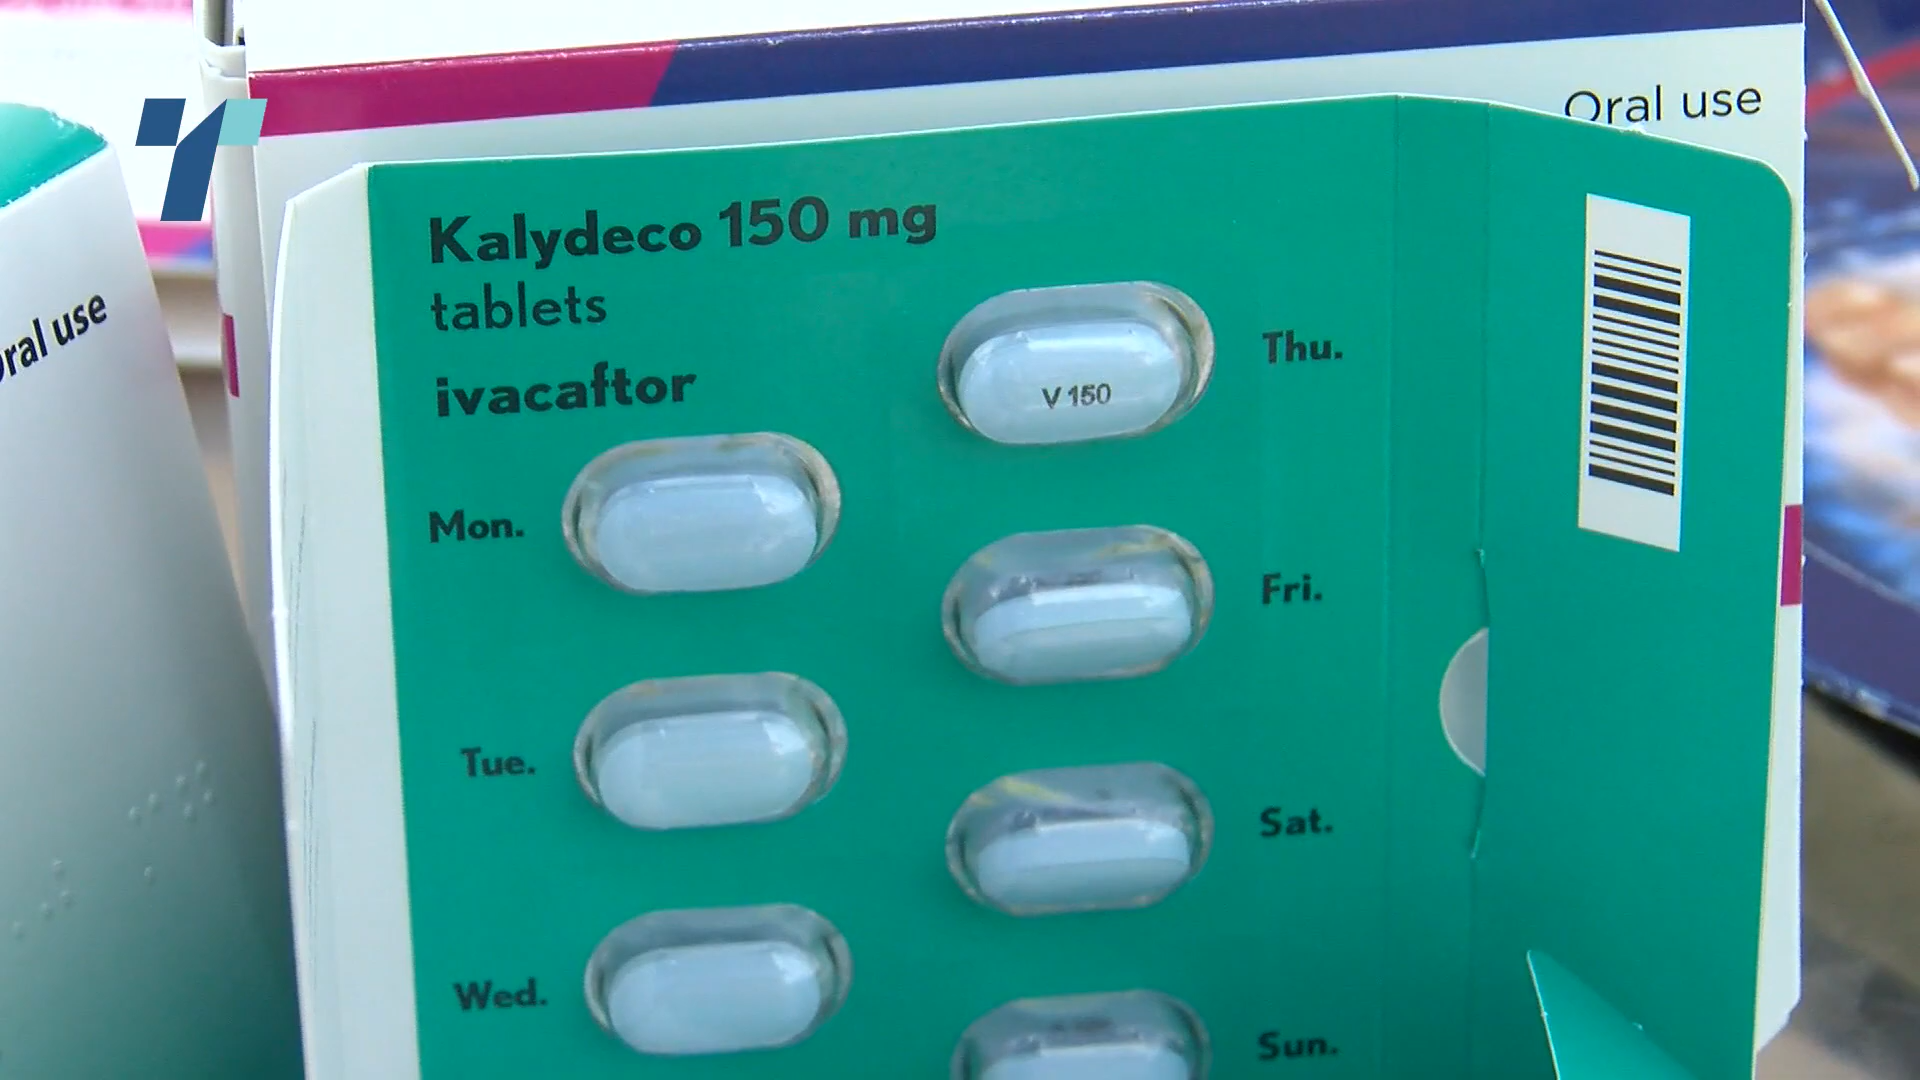 Oral use
Kalydeco 150 mg
tablets
ivacaftor
Mon.
Tue.
Wed.
V 150
Thu.
Fri.
Sat.
Sun.
Oral use